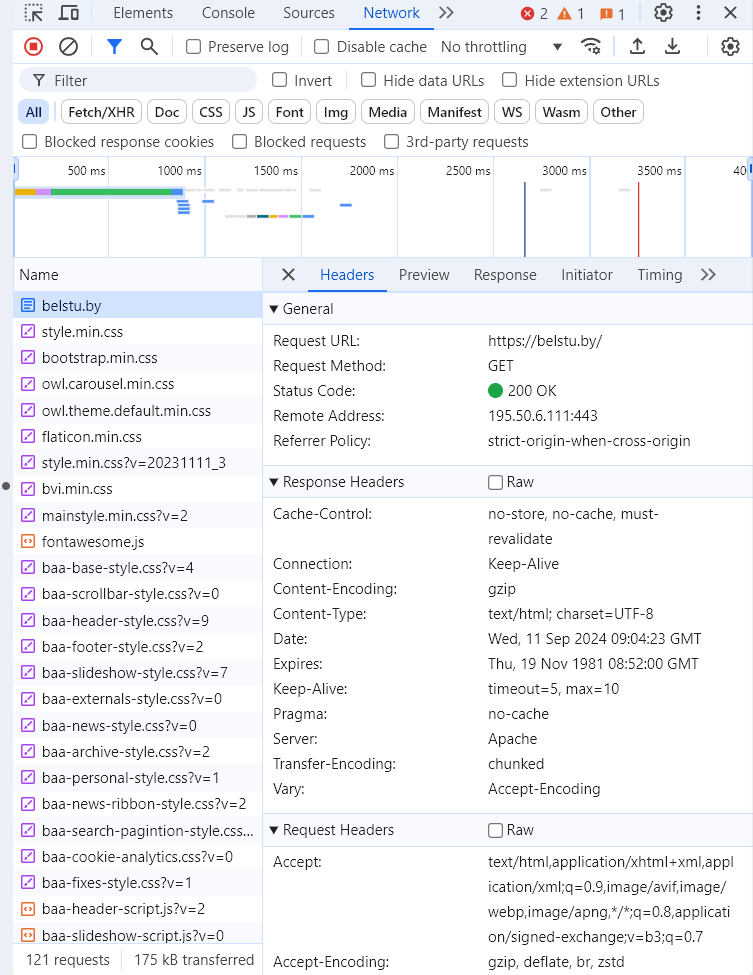 Elements Console Sources Network 2 1 1
Preserve log Disable cache No throttling
Filter Invert Hide data URLs Hide extension URLs
All Fetch/XHR Doc CSS JS Font Img Media Manifest WS Wasm Other
Blocked response cookies Blocked requests 3rd-party requests
500 ms 1000 ms 1500 ms 2000 ms 2500 ms 3000 ms 3500 ms 40
Name
belstu.by
style.min.css
bootstrap.min.css
owl.carousel.min.css
owl.theme.default.min.css
flaticon.min.css
style.min.css?v=20231111_3
bvi.min.css
mainstyle.min.css?v=2
fontawesome.js
baa-base-style.css?v=4
baa-scrollbar-style.css?v=0
baa-header-style.css?v=9
baa-footer-style.css?v=2
baa-slideshow-style.css?v=7
baa-externals-style.css?v=0
baa-news-style.css?v=0
baa-archive-style.css?v=2
baa-personal-style.css?v=1
baa-news-ribbon-style.css?v=2
baa-search-pagintion-style.css...
baa-cookie-analytics.css?v=0
baa-fixes-style.css?v=1
baa-header-script.js?v=2
baa-slideshow-script.js?v=0
121 requests 175 kB transferred
Headers Preview Response Initiator Timing
General
Request URL: https://belstu.by/
Request Method: GET
Status Code: 200 OK
Remote Address: 195.50.6.111:443
Referrer Policy: strict-origin-when-cross-origin
Response Headers Raw
Cache-Control: no-store, no-cache, must-
revalidate
Connection: Keep-Alive
Content-Encoding: gzip
Content-Type: text/html; charset=UTF-8
Date: Wed, 11 Sep 2024 09:04:23 GMT
Expires: Thu, 19 Nov 1981 08:52:00 GMT
Keep-Alive: timeout=5, max=10
Pragma: no-cache
Server: Apache
Transfer-Encoding: chunked
Vary: Accept-Encoding
Request Headers Raw
Accept: text/html,application/xhtml+xml,appl
ication/xml;q=0.9,image/avif,image/
webp,image/apng,*/*;q=0.8,applicati
on/signed-exchange;v=b3;q=0.7
Accept-Encoding: gzip, deflate, br, zstd